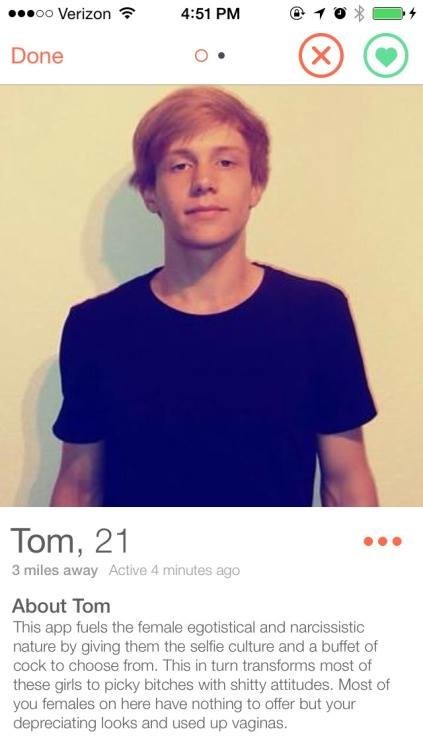 Verizon 4:51 PM
Done
Tom, 21
3 miles away Active 4 minutes ago
About Tom
This app fuels the female egotistical and narcissistic
nature by giving them the selfie culture and a buffet of
cock to choose from. This in turn transforms most of
these girls to picky bitches with shitty attitudes. Most of
you females on here have nothing to offer but your
depreciating looks and used up vaginas.